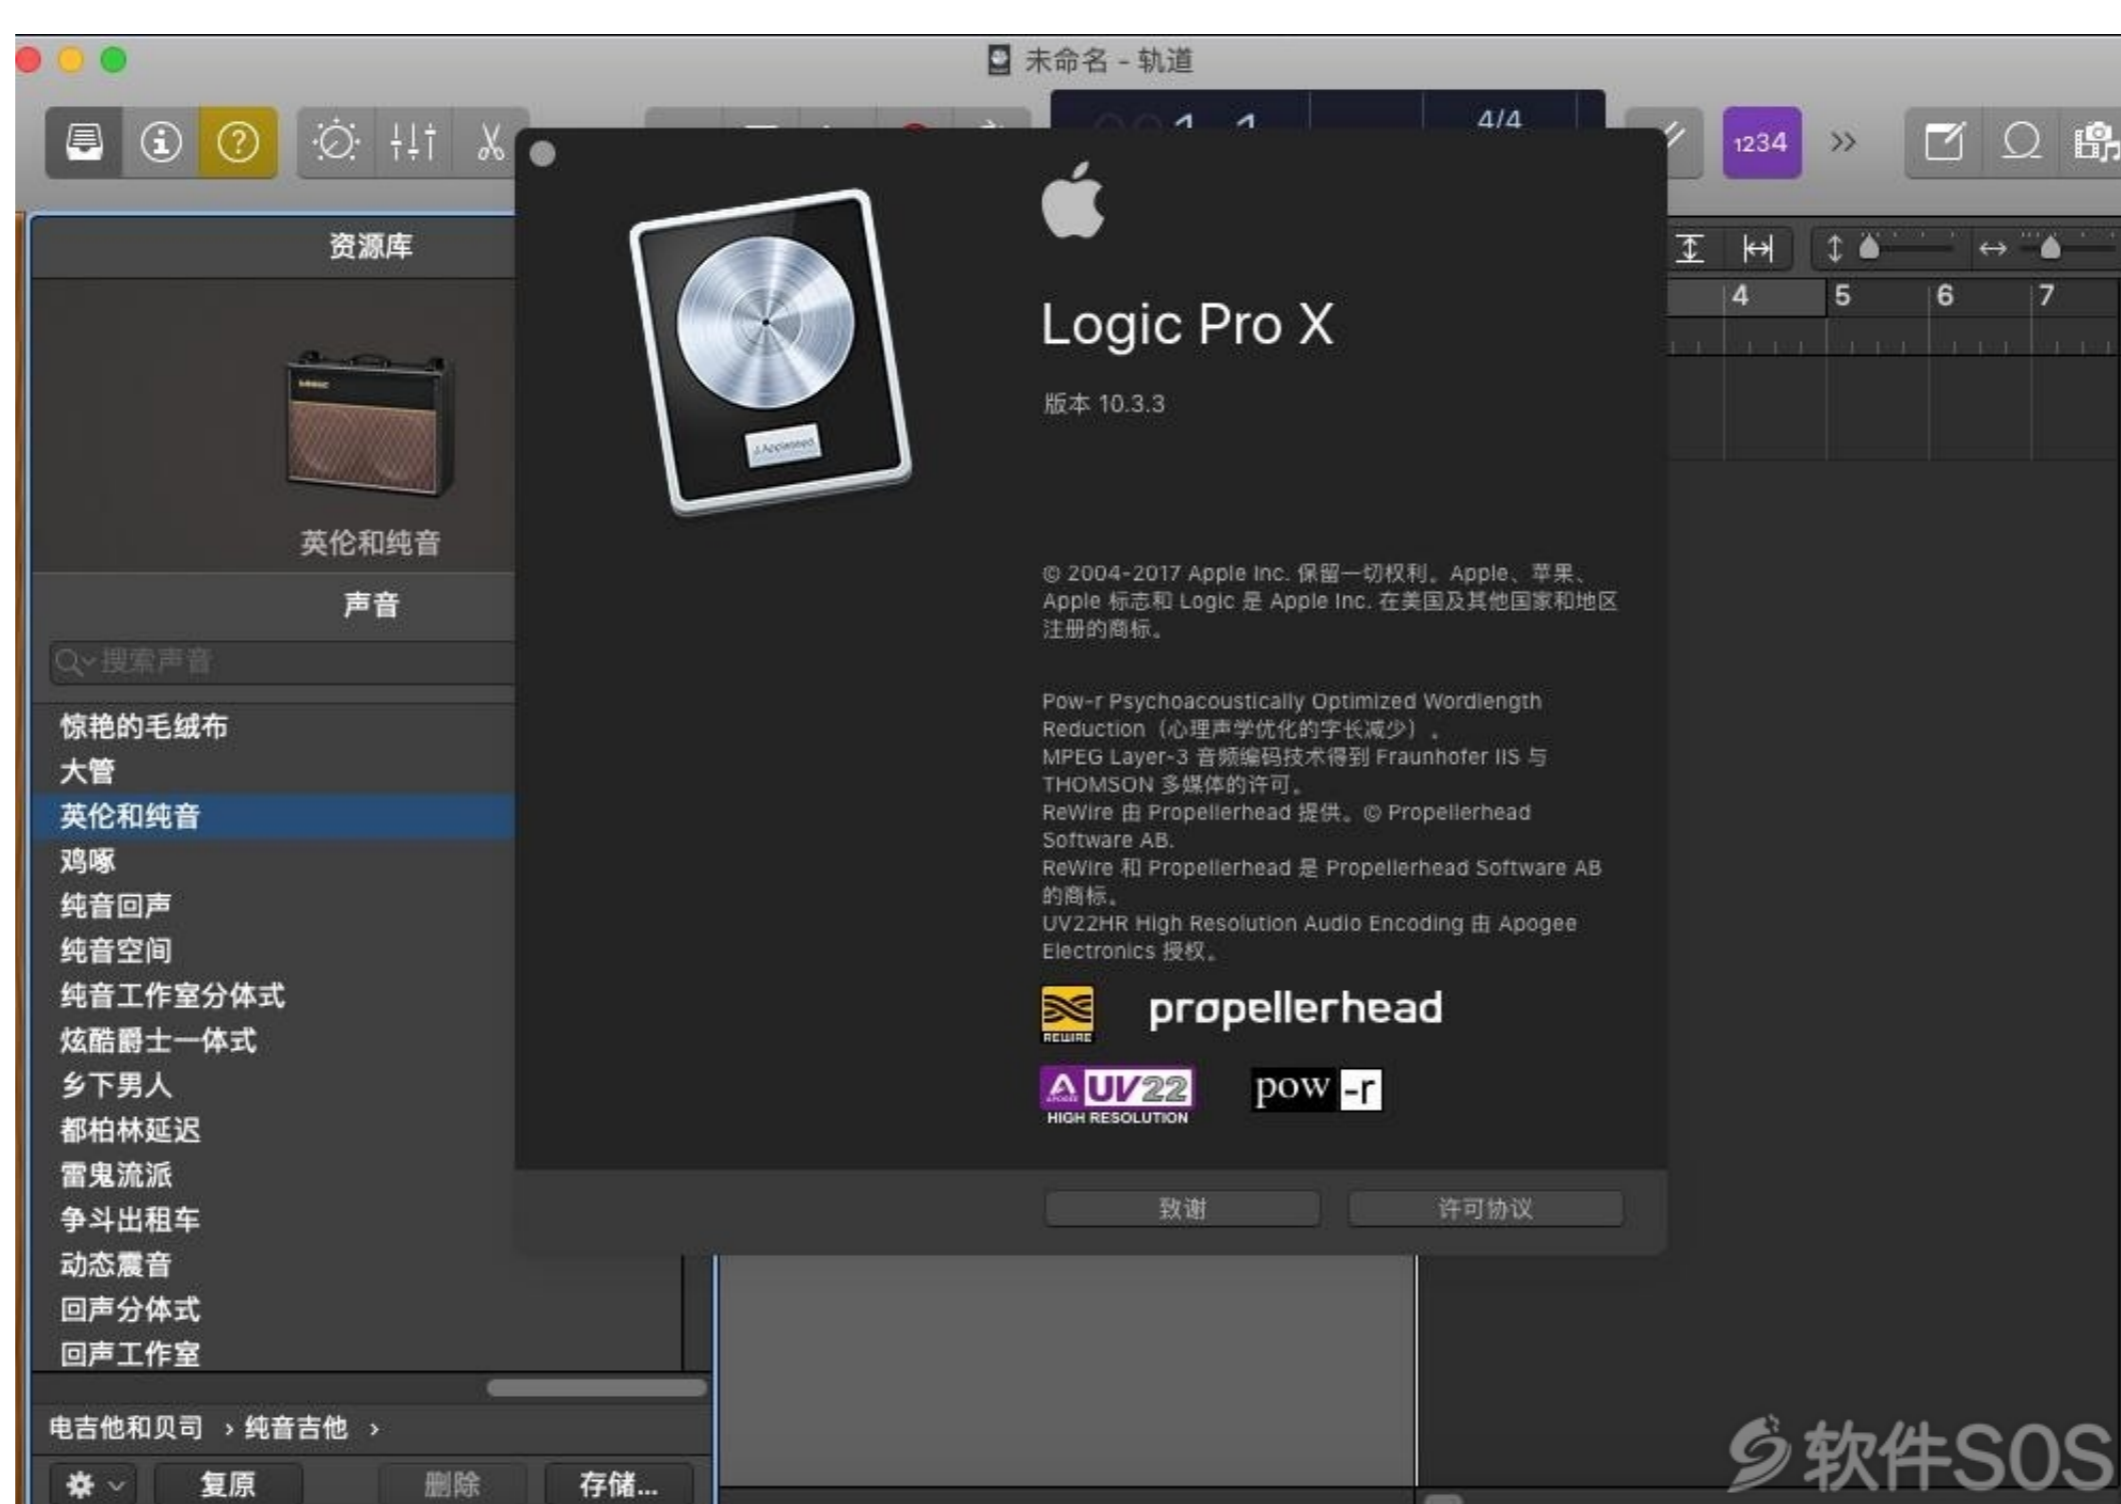 未命名 - 轨道
4/4
1234
资源库
4 5 6 7
英伦和纯音
声音
搜索声音
惊艳的毛绒布
大管
英伦和纯音
鸡啄
纯音回声
纯音空间
纯音工作室分体式
炫酷爵士一体式
乡下男人
都柏林延迟
雷鬼流派
争斗出租车
动态震音
回声分体式
回声工作室
电吉他和贝司 › 纯音吉他 ›
复原 删除 存储...
J.Appleseed
Logic Pro X
版本 10.3.3
© 2004-2017 Apple Inc. 保留一切权利。Apple、苹果、
Apple 标志和 Logic 是 Apple Inc. 在美国及其他国家和地区
注册的商标。
Pow-r Psychoacoustically Optimized Wordlength
Reduction（心理声学优化的字长减少）。
MPEG Layer-3 音频编码技术得到 Fraunhofer IIS 与
THOMSON 多媒体的许可。
ReWire 由 Propellerhead 提供。© Propellerhead
Software AB.
ReWire 和 Propellerhead 是 Propellerhead Software AB
的商标。
UV22HR High Resolution Audio Encoding 由 Apogee
Electronics 授权。
REWIRE
propellerhead
APOGEE UV22
HIGH RESOLUTION
pow-r
致谢 许可协议
软件SOS